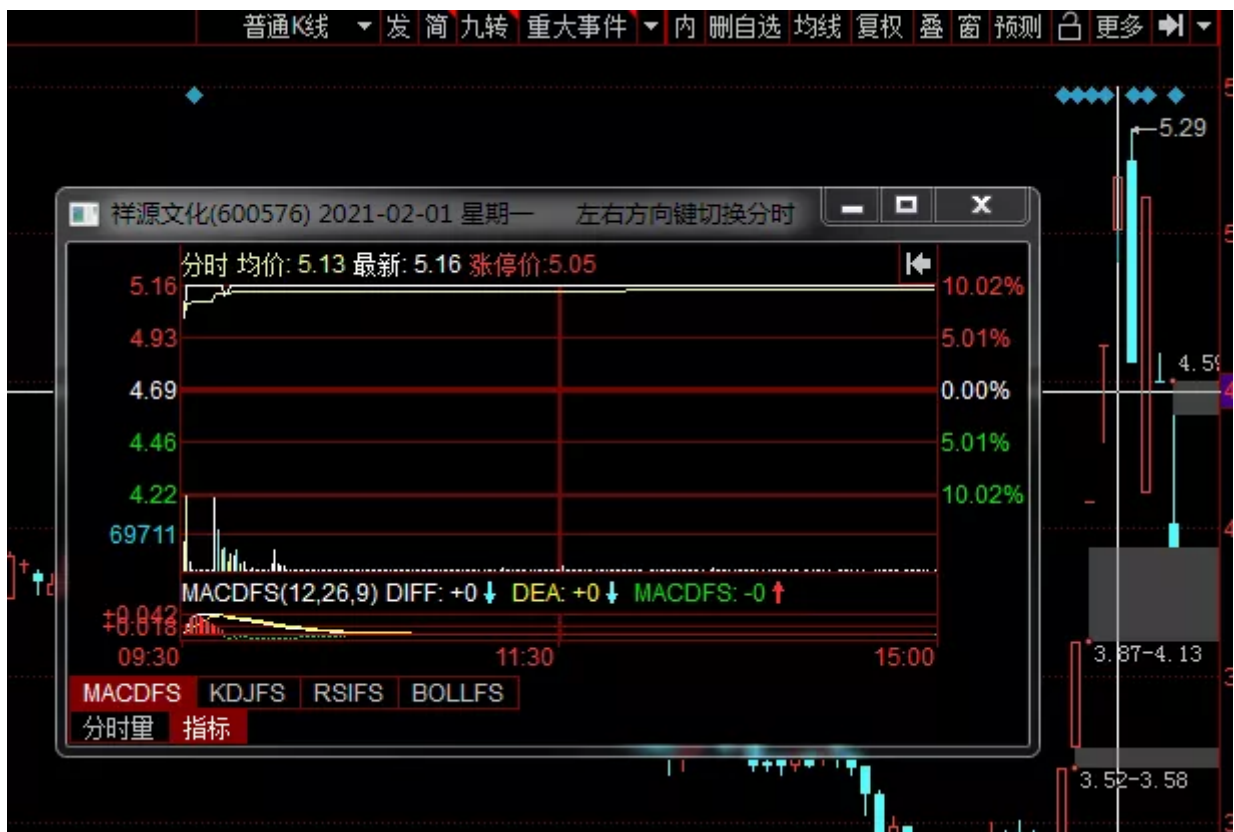 普通K线 发 简 九转 重大事件 内 删自选 均线 复权 叠 窗 预测 更多
5.29
祥源文化(600576) 2021-02-01 星期一 左右方向键切换分时
分时 均价: 5.13 最新: 5.16 涨停价:5.05
5.16 10.02%
4.93 5.01%
4.59
4.69 0.00%
4.46 5.01%
4.22 10.02%
69711
MACDFS(12,26,9) DIFF: +0 DEA: +0 MACDFS: -0
+0.042
+0.018
09:30 11:30 15:00
3.87-4.13
MACDFS KDJFS RSIFS BOLLFS
分时量 指标
3.52-3.58